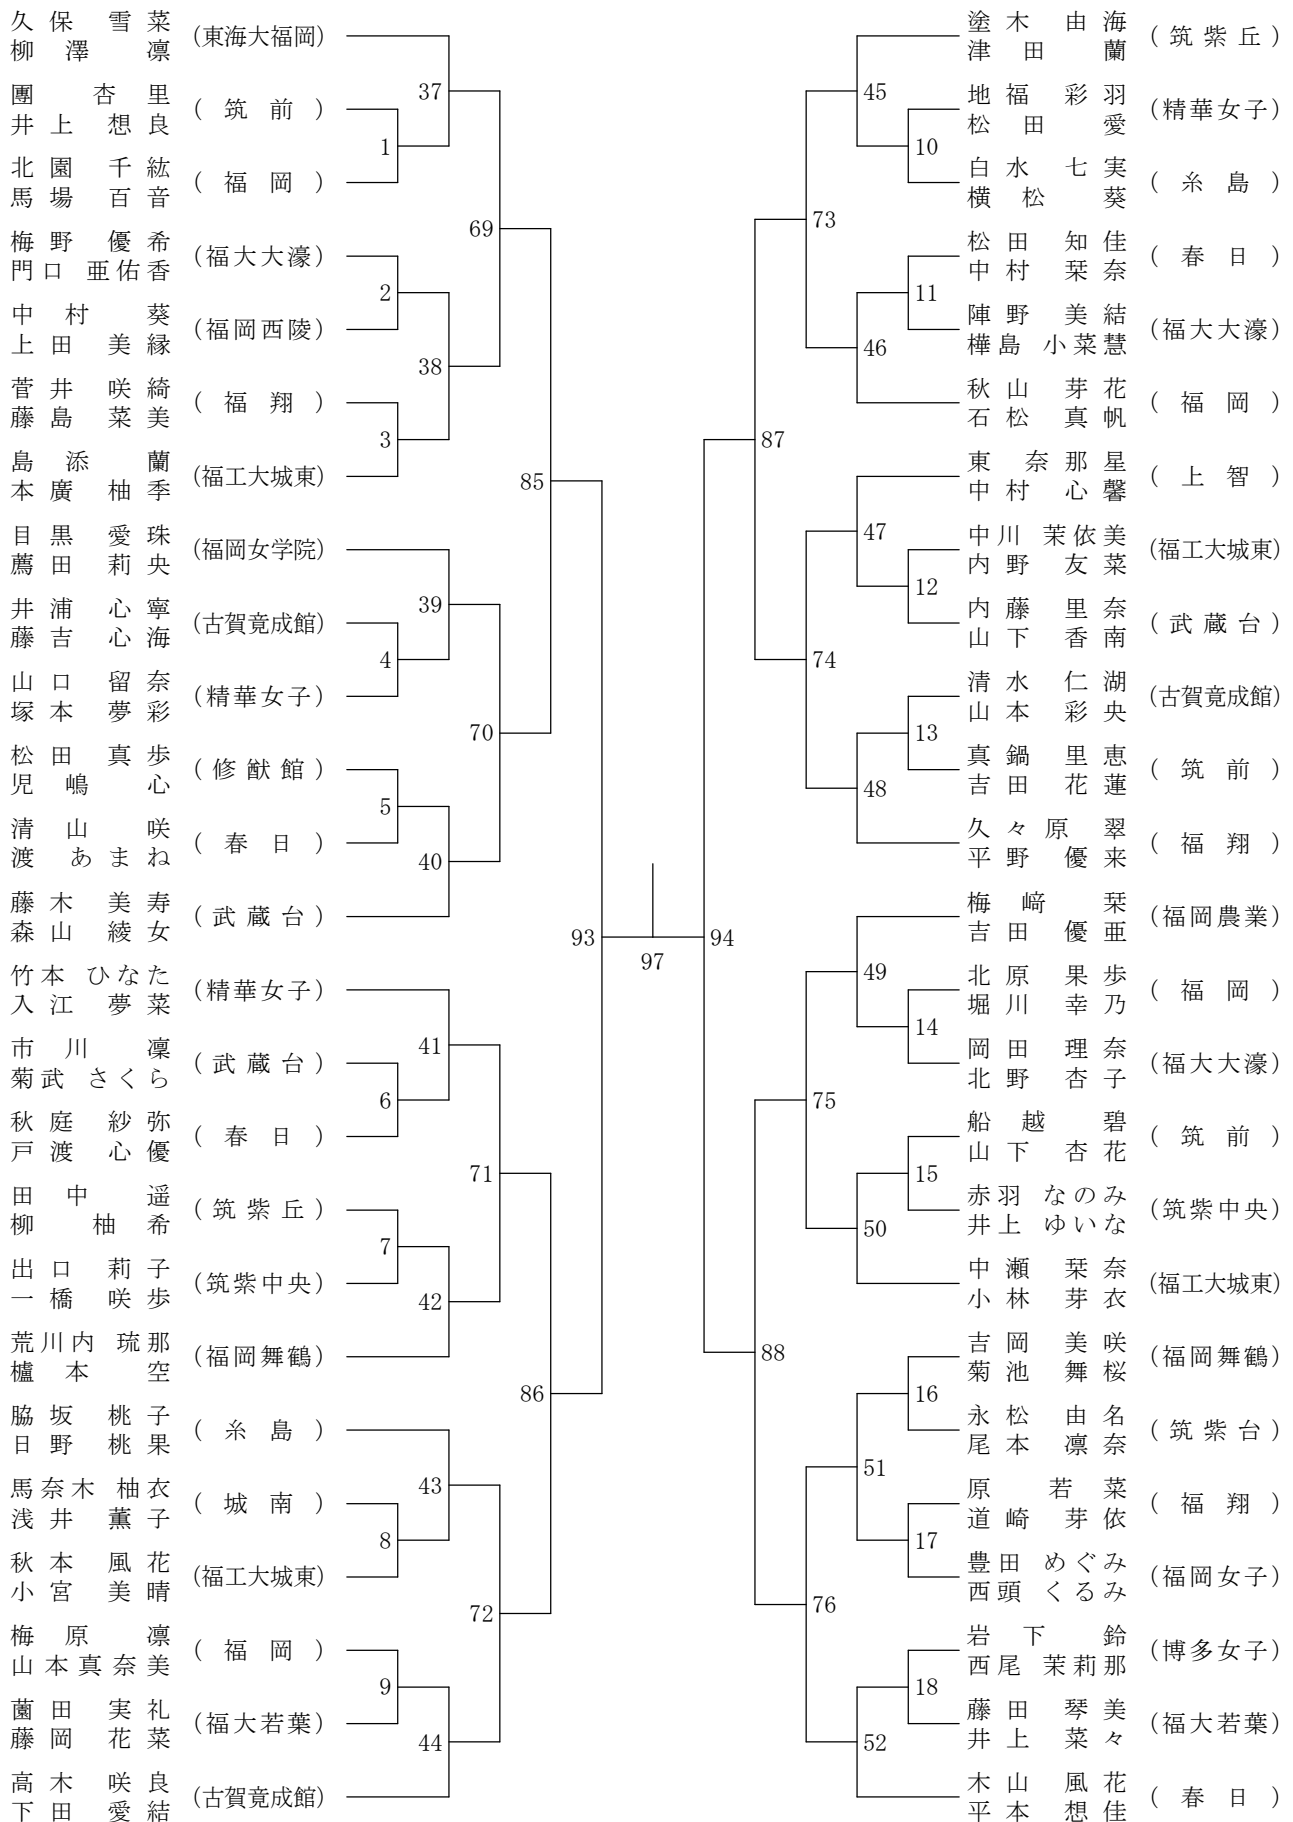 久保 雪菜
柳澤 凛
(東海大福岡)
團 杏里
井上 想良
(筑前)
北園 千紘
馬場 百音
(福岡)
梅野 優希
門口 亜佑香
(福大大濠)
中村 葵
上田 美縁
(福岡西陵)
菅井 咲綺
藤島 菜美
(福翔)
島添 蘭
本廣 柚季
(福工大城東)
目黒 愛珠
薦田 莉央
(福岡女学院)
井浦 心寧
藤吉 心海
(古賀竟成館)
山口 留奈
塚本 夢彩
(精華女子)
松田 真歩
児嶋 心
(修猷館)
清山 咲
渡 あまね
(春日)
藤木 美寿
森山 綾女
(武蔵台)
竹本 ひなた
入江 夢菜
(精華女子)
市川 凜
菊武 さくら
(武蔵台)
秋庭 紗弥
戸渡 心優
(春日)
田中 遥
柳 柚希
(筑紫丘)
出口 莉子
一橋 咲歩
(筑紫中央)
荒川内 琉那
櫨本 空
(福岡舞鶴)
脇坂 桃子
日野 桃果
(糸島)
馬奈木 柚衣
浅井 薫子
(城南)
秋本 風花
小宮 美晴
(福工大城東)
梅原 凛
山本真奈美
(福岡)
薗田 実礼
藤岡 花菜
(福大若葉)
高木 咲良
下田 愛結
(古賀竟成館)
37
1
69
2
38
3
85
39
4
70
5
40
93
41
6
71
7
42
86
43
8
72
9
44
97
94
45
10
73
11
46
87
47
12
74
13
48
49
14
75
15
50
88
16
51
17
76
18
52
塗木 由海
津田 蘭
(筑紫丘)
地福 彩羽
松田 愛
(精華女子)
白水 七実
横松 葵
(糸島)
松田 知佳
中村 栞奈
(春日)
陣野 美結
樺島 小菜慧
(福大大濠)
秋山 芽花
石松 真帆
(福岡)
東 奈那星
中村 心馨
(上智)
中川 茉依美
内野 友菜
(福工大城東)
内藤 里奈
山下 香南
(武蔵台)
清水 仁湖
山本 彩央
(古賀竟成館)
真鍋 里恵
吉田 花蓮
(筑前)
久々原 翠
平野 優来
(福翔)
梅﨑 栞
吉田 優亜
(福岡農業)
北原 果歩
堀川 幸乃
(福岡)
岡田 理奈
北野 杏子
(福大大濠)
船越 碧
山下 杏花
(筑前)
赤羽 なのみ
井上 ゆいな
(筑紫中央)
中瀬 栞奈
小林 芽衣
(福工大城東)
吉岡 美咲
菊池 舞桜
(福岡舞鶴)
永松 由名
尾本 凛奈
(筑紫台)
原 若菜
道崎 芽依
(福翔)
豊田 めぐみ
西頭 くるみ
(福岡女子)
岩下 鈴
西尾 茉莉那
(博多女子)
藤田 琴美
井上 菜々
(福大若葉)
木山 風花
平本 想佳
(春日)